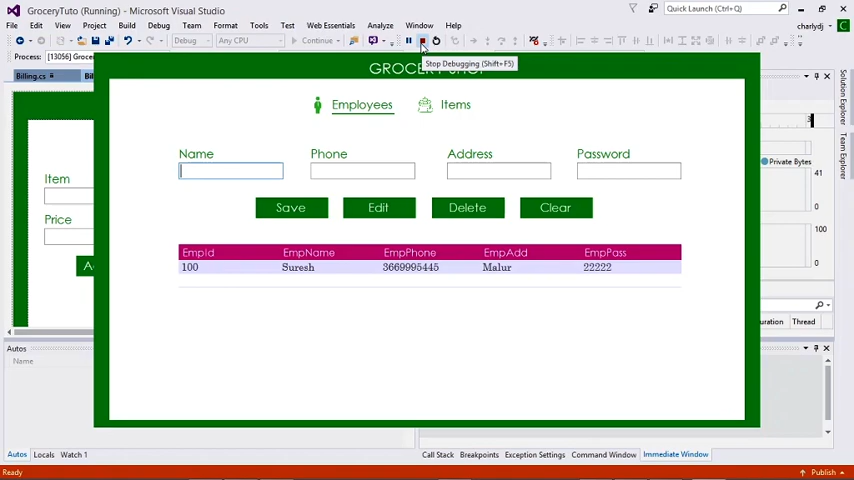 GroceryTuto (Running) - Microsoft Visual Studio
Quick Launch (Ctrl+Q)
File Edit View Project Build Debug Team Format Tools Test Web Essentials Analyze Window Help
charlydj
Debug Any CPU Continue
Process: [13056] Groce
Stop Debugging (Shift+F5)
Billing.cs
GROCERY SHOP
Employees Items
Name Phone Address Password
Save Edit Delete Clear
EmpId EmpName EmpPhone EmpAdd EmpPass
100 Suresh 3669995445 Malur 22222
Item
Price
Private Bytes
41
0
100
0
uration Thread
Solution Explorer
Team Explorer
Autos
Name
Autos Locals Watch 1
Call Stack Breakpoints Exception Settings Command Window Immediate Window
Ready
Publish